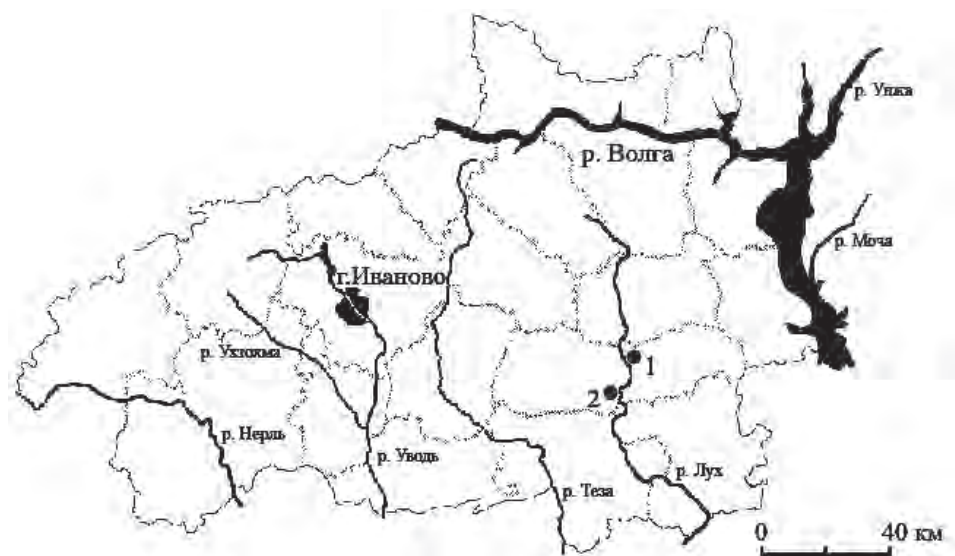 р. Унжа
р. Волга
р. Моча
г.Иваново
р. Ухтохма
1
2
р. Нерль
р. Уводь
р. Теза
р. Лух
0 40 км